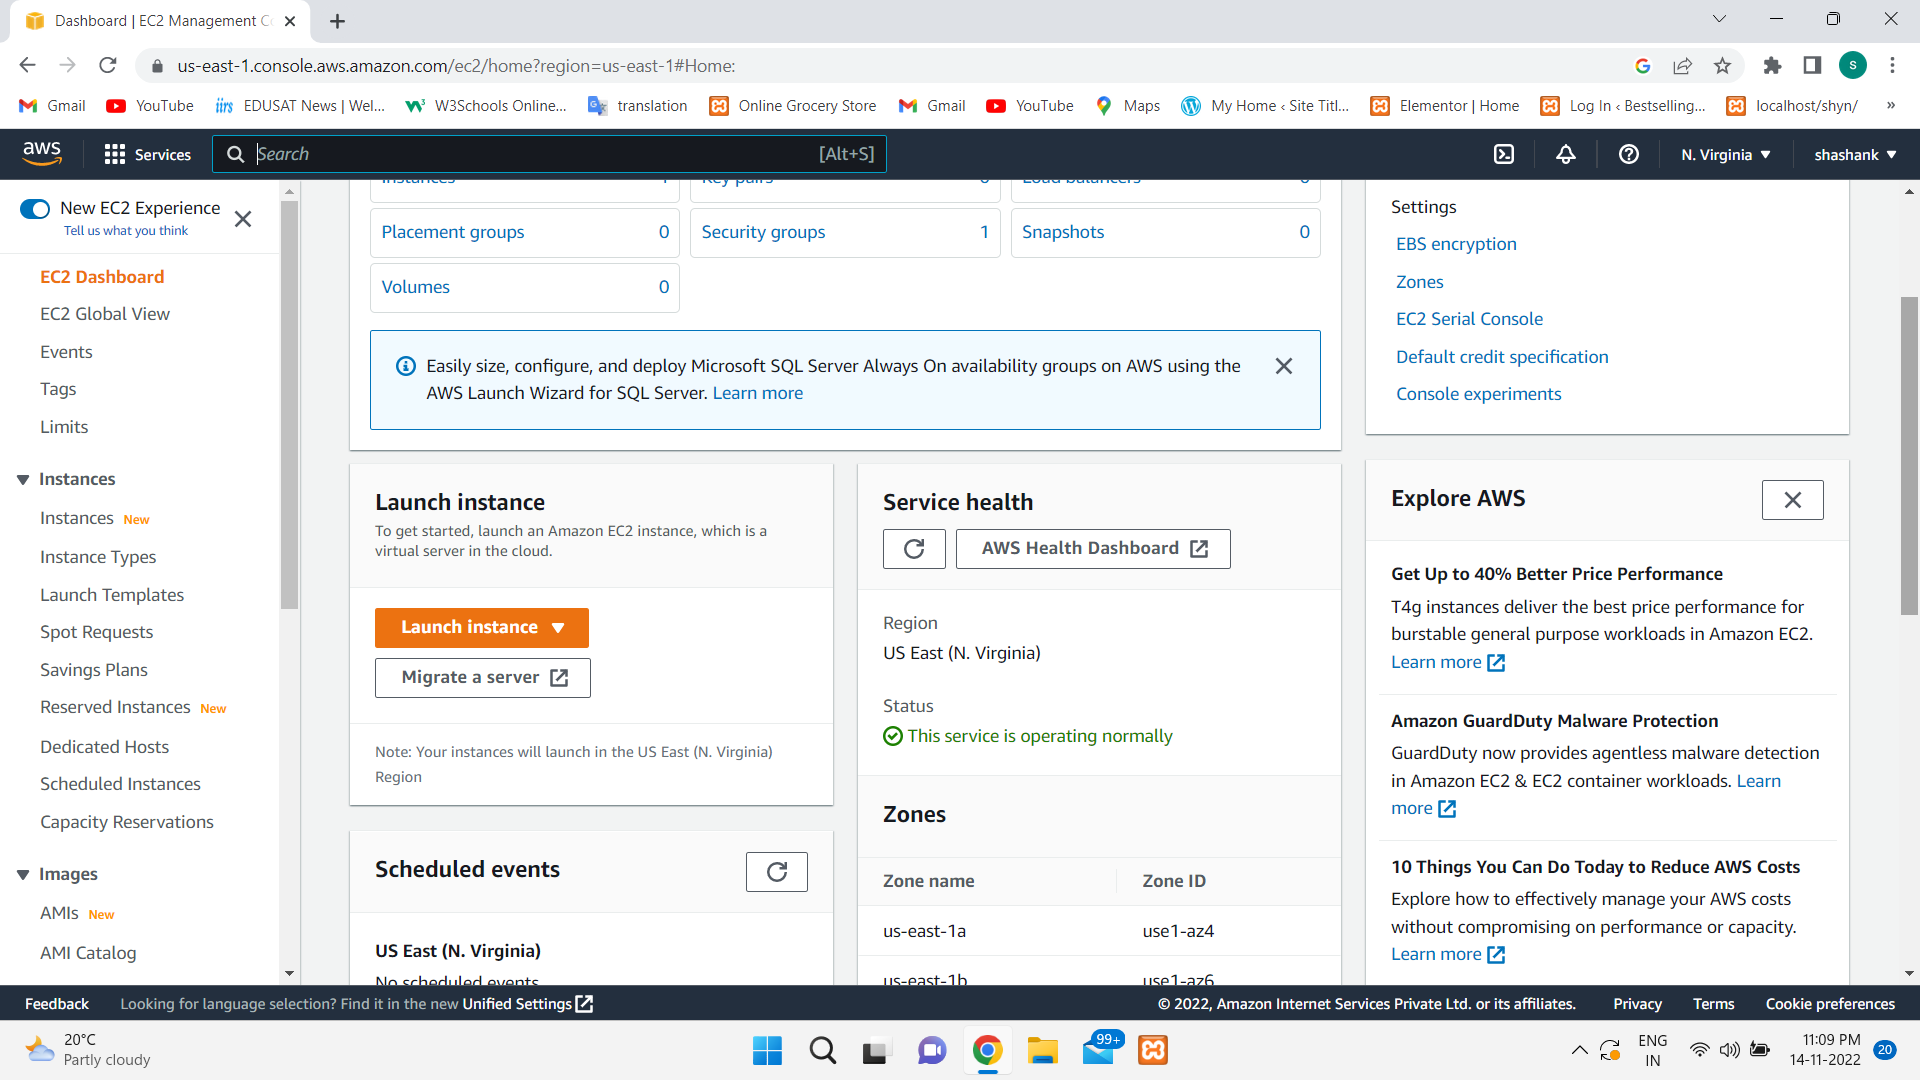 Dashboard | EC2 Management Co
us-east-1.console.aws.amazon.com/ec2/home?region=us-east-1#Home:
S
Gmail
YouTube
iirs
EDUSAT News | Wel...
W3Schools Online...
translation
Online Grocery Store
Gmail
YouTube
Maps
My Home ‹ Site Titl...
Elementor | Home
Log In ‹ Bestselling...
localhost/shyn/
»
aws
Services
Search
[Alt+S]
N. Virginia
shashank
New EC2 Experience
Tell us what you think
EC2 Dashboard
EC2 Global View
Events
Tags
Limits
Instances
Instances New
Instance Types
Launch Templates
Spot Requests
Savings Plans
Reserved Instances New
Dedicated Hosts
Scheduled Instances
Capacity Reservations
Images
AMIs New
AMI Catalog
Instances
Key pairs
Load balancers
Placement groups 0
Security groups 1
Snapshots 0
Volumes 0
Easily size, configure, and deploy Microsoft SQL Server Always On availability groups on AWS using the
AWS Launch Wizard for SQL Server. Learn more
Launch instance
To get started, launch an Amazon EC2 instance, which is a
virtual server in the cloud.
Launch instance
Migrate a server
Note: Your instances will launch in the US East (N. Virginia)
Region
Scheduled events
US East (N. Virginia)
No scheduled events
Service health
AWS Health Dashboard
Region
US East (N. Virginia)
Status
This service is operating normally
Zones
Zone name Zone ID
us-east-1a use1-az4
us-east-1b use1-az6
Settings
EBS encryption
Zones
EC2 Serial Console
Default credit specification
Console experiments
Explore AWS
Get Up to 40% Better Price Performance
T4g instances deliver the best price performance for
burstable general purpose workloads in Amazon EC2.
Learn more
Amazon GuardDuty Malware Protection
GuardDuty now provides agentless malware detection
in Amazon EC2 & EC2 container workloads. Learn
more
10 Things You Can Do Today to Reduce AWS Costs
Explore how to effectively manage your AWS costs
without compromising on performance or capacity.
Learn more
Feedback
Looking for language selection? Find it in the new Unified Settings
© 2022, Amazon Internet Services Private Ltd. or its affiliates.
Privacy
Terms
Cookie preferences
20°C
Partly cloudy
99+
ENG
IN
11:09 PM
14-11-2022
20